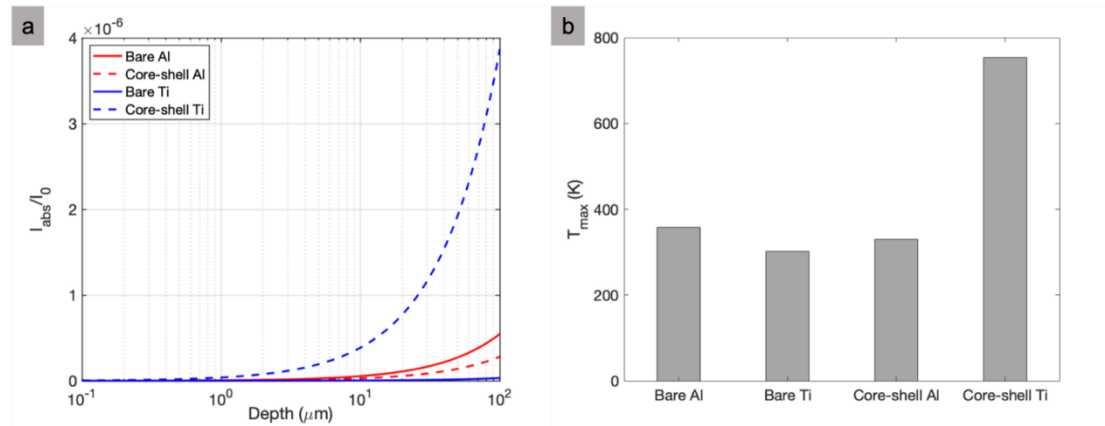 a
×10⁻⁶
4
3
2
1
0
I_abs/I_0
Bare Al
Core-shell Al
Bare Ti
Core-shell Ti
10⁻¹
10⁰
10¹
10²
Depth (μm)
b
800
600
400
200
0
T_max (K)
Bare Al
Bare Ti
Core-shell Al
Core-shell Ti